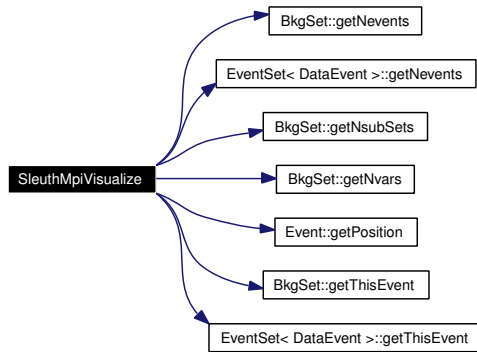 BkgSet::getNevents
EventSet< DataEvent >::getNevents
BkgSet::getNsubSets
SleuthMpiVisualize
BkgSet::getNvars
Event::getPosition
BkgSet::getThisEvent
EventSet< DataEvent >::getThisEvent